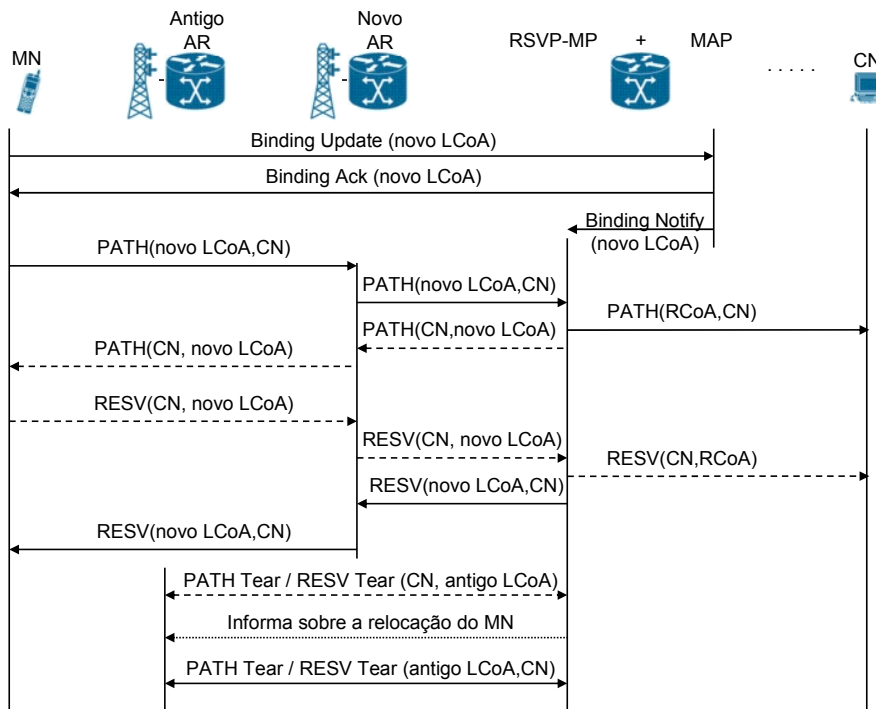 Antigo
AR
Novo
AR
MN
RSVP-MP + MAP
. . . . .
CN
Binding Update (novo LCoA)
Binding Ack (novo LCoA)
Binding Notify
(novo LCoA)
PATH(novo LCoA,CN)
PATH(novo LCoA,CN)
PATH(RCoA,CN)
PATH(CN,novo LCoA)
PATH(CN, novo LCoA)
RESV(CN, novo LCoA)
RESV(CN, novo LCoA)
RESV(CN,RCoA)
RESV(novo LCoA,CN)
RESV(novo LCoA,CN)
PATH Tear / RESV Tear (CN, antigo LCoA)
Informa sobre a relocação do MN
PATH Tear / RESV Tear (antigo LCoA,CN)